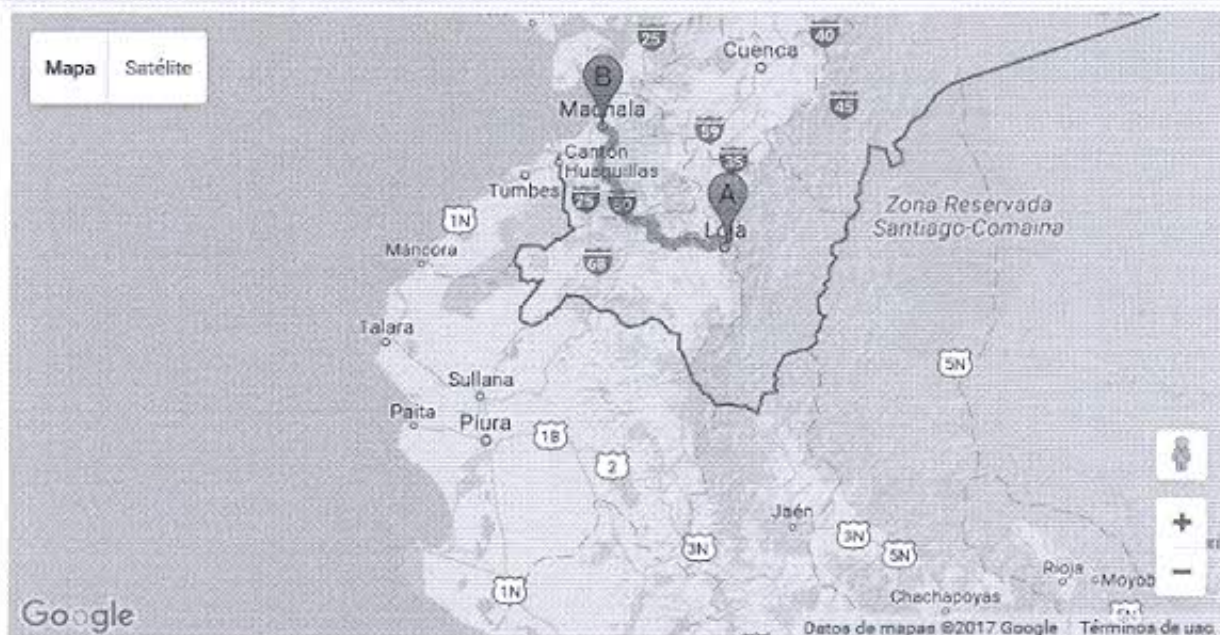 Mapa Satélite
25
40
Cuenca
B
Machala
45
59
Cantón
Huaquillas
35
Tumbes
A
25
50
1N
Loja
Zona Reservada
Santiago-Comaina
Máncora
68
Talara
5N
Sullana
Paita
Piura
1B
2
Jaén
3N
3N
5N
+
−
Rioja
Moyob
1N
Chachapoyas
5N
Google
Datos de mapas ©2017 Google
Términos de uso